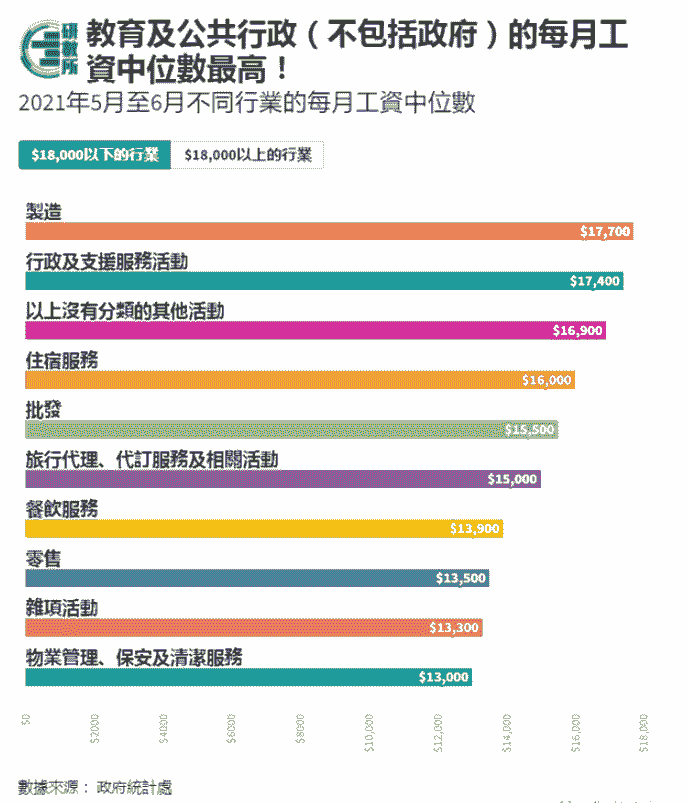 研數所
教育及公共行政（不包括政府）的每月工
資中位數最高！
2021年5月至6月不同行業的每月工資中位數
$18,000以下的行業 $18,000以上的行業
製造
$17,700
行政及支援服務活動
$17,400
以上沒有分類的其他活動
$16,900
住宿服務
$16,000
批發
$15,500
旅行代理、代訂服務及相關活動
$15,000
餐飲服務
$13,900
零售
$13,500
雜項活動
$13,300
物業管理、保安及清潔服務
$13,000
$0 $2000 $4000 $6000 $8000 $10,000 $12,000 $14,000 $16,000 $18,000
數據來源： 政府統計處